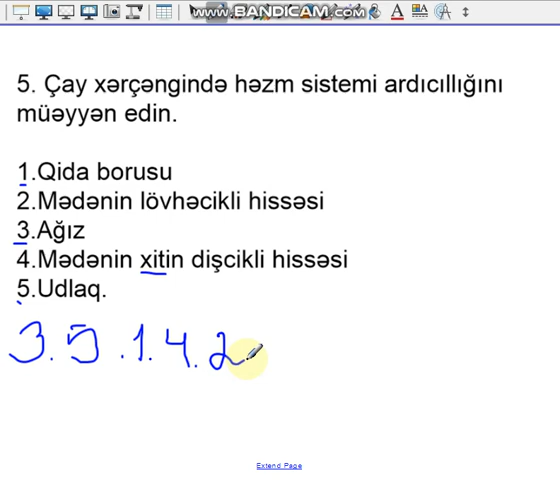 www.BANDICAM.com
5. Çay xərçəngində həzm sistemi ardıcıllığını
müəyyən edin.
1.Qida borusu
2.Mədənin lövhəcikli hissəsi
3.Ağız
4.Mədənin xitin dişcikli hissəsi
5.Udlaq.
3. 5 .1.4.2
Extend Page